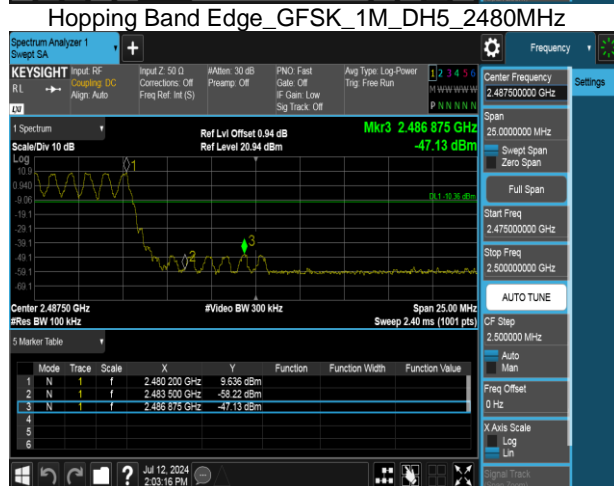 Hopping Band Edge_GFSK_1M_DH5_2480MHz
Spectrum Analyzer 1
Swept SA
+
Frequency
KEYSIGHT
RL
LXI
Input: RF
Coupling: DC
Align: Auto
Input Z: 50 Ω
Corrections: Off
Freq Ref: Int (S)
#Atten: 30 dB
Preamp: Off
PNO: Fast
Gate: Off
IF Gain: Low
Sig Track: Off
Avg Type: Log-Power
Trig: Free Run
1 2 3 4 5 6
M W W W W W
P N N N N N
Center Frequency
2.487500000 GHz
Settings
1 Spectrum
Scale/Div 10 dB
Log
Ref Lvl Offset 0.94 dB
Ref Level 20.94 dBm
Mkr3 2.486 875 GHz
-47.13 dBm
Span
25.0000000 MHz
Swept Span
Zero Span
Full Span
10.9
0.940
-9.06
-19.1
-29.1
-39.1
-49.1
-59.1
-69.1
1
2
3
DL1 -10.36 dBm
Start Freq
2.475000000 GHz
Stop Freq
2.500000000 GHz
AUTO TUNE
Center 2.48750 GHz
#Res BW 100 kHz
#Video BW 300 kHz
Span 25.00 MHz
Sweep 2.40 ms (1001 pts)
CF Step
2.500000 MHz
Auto
Man
5 Marker Table
Mode Trace Scale X Y Function Function Width Function Value
1 N 1 f 2.480 200 GHz 9.636 dBm
2 N 1 f 2.483 500 GHz -58.22 dBm
3 N 1 f 2.486 875 GHz -47.13 dBm
4
5
6
Freq Offset
0 Hz
X Axis Scale
Log
Lin
Signal Track
?
Jul 12, 2024
2:03:16 PM